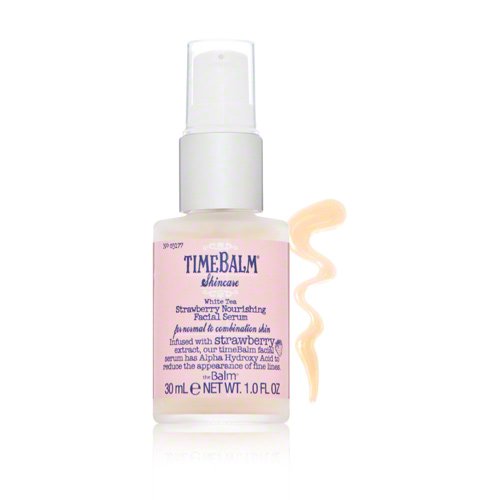 Nº 03177
TIMEBALM®
Skincare
White Tea
Strawberry Nourishing
Facial Serum
for normal to combination skin
Infused with strawberry
extract, our timeBalm facial
serum has Alpha Hydroxy Acid to
reduce the appearance of fine lines.
theBalm®
30 mL ℮ NET WT. 1.0 FL OZ